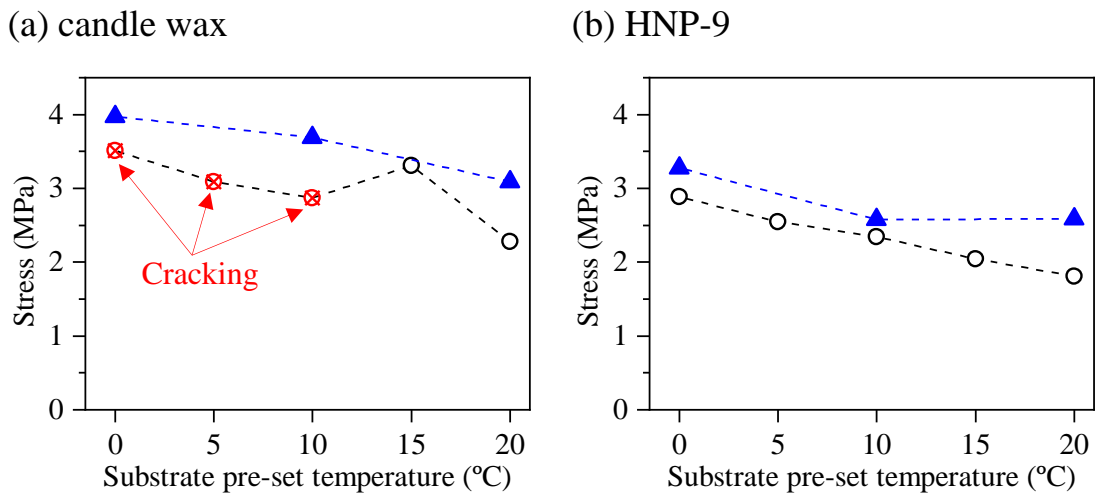 (a) candle wax
4
3
2
1
0
Stress (MPa)
Cracking
0 5 10 15 20
Substrate pre-set temperature (ºC)
(b) HNP-9
4
3
2
1
0
Stress (MPa)
0 5 10 15 20
Substrate pre-set temperature (ºC)